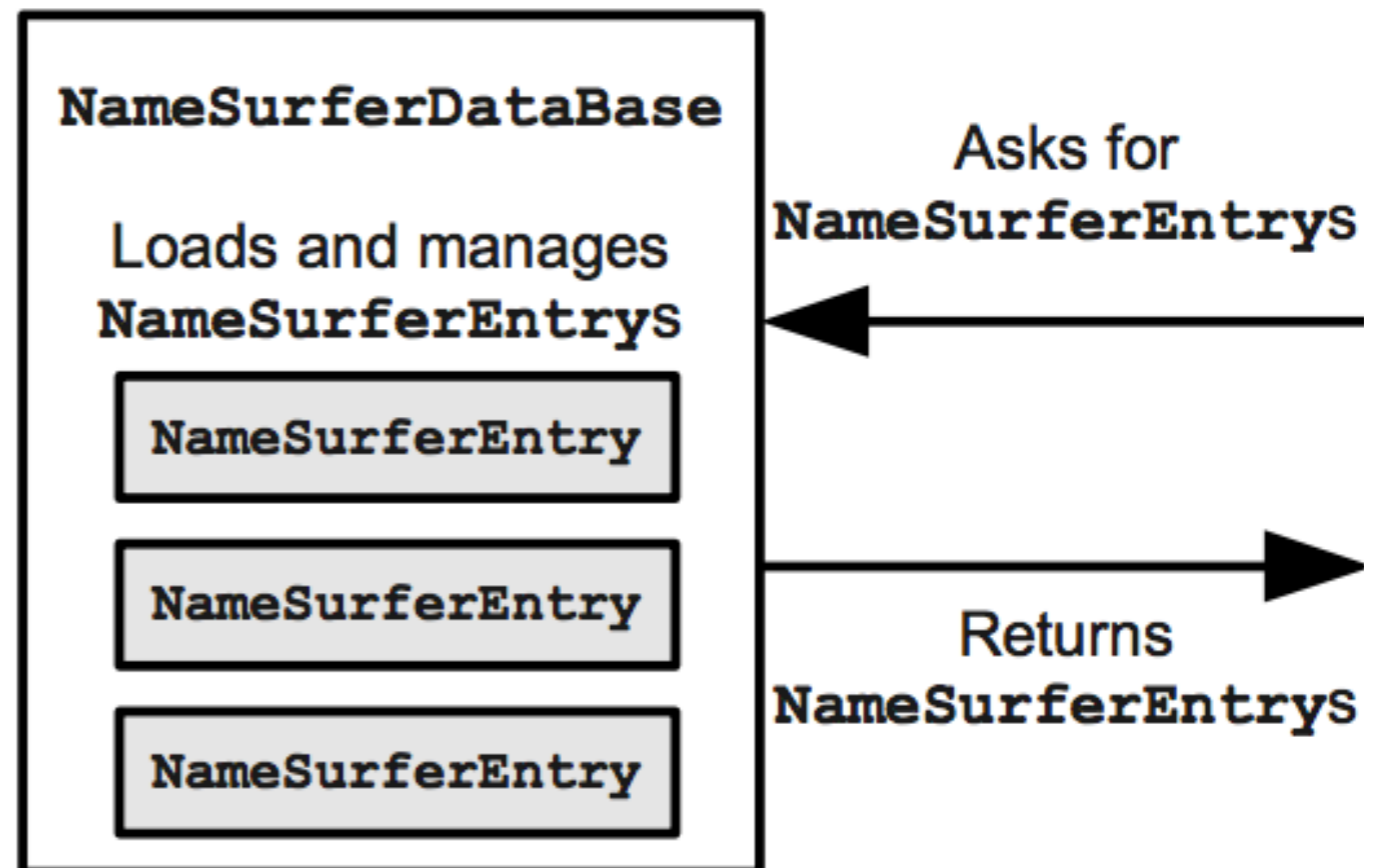 NameSurferDataBase
Loads and manages
NameSurferEntrys
NameSurferEntry
NameSurferEntry
NameSurferEntry
Asks for
NameSurferEntrys
Returns
NameSurferEntrys